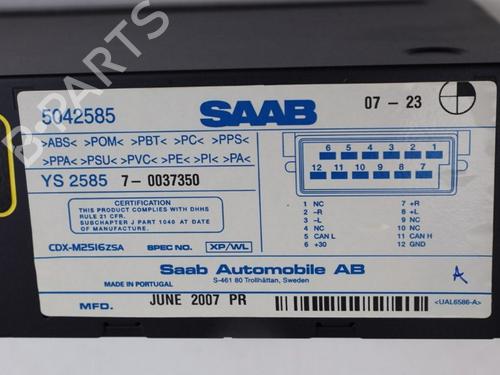 5042585 SAAB 07-23
>ABS< >POM< >PBT< >PC< >PPS<
>PPA< >PSU< >PVC< >PE< >PI< >PA<
YS 2585 7-0037350
THIS PRODUCT COMPLIES WITH DHHS
RULE 21 CFR,
SUBCHAPTER J PART 1040 AT DATE
OF MANUFACTURE.
CDX-M2516ZSA SPEC NO. XP/WL
6 5 4 3 2 1
12 11 10 9 8 7
1 NC 7 +R
2 -R 8 +L
3 -L 9 NC
4 NC 10 NC
5 CAN L 11 CAN H
6 +30 12 GND
Saab Automobile AB
MADE IN PORTUGAL S-461 80 Trollhättan, Sweden
MFD. JUNE 2007 PR <UAL6586-A>
A
B-PARTS